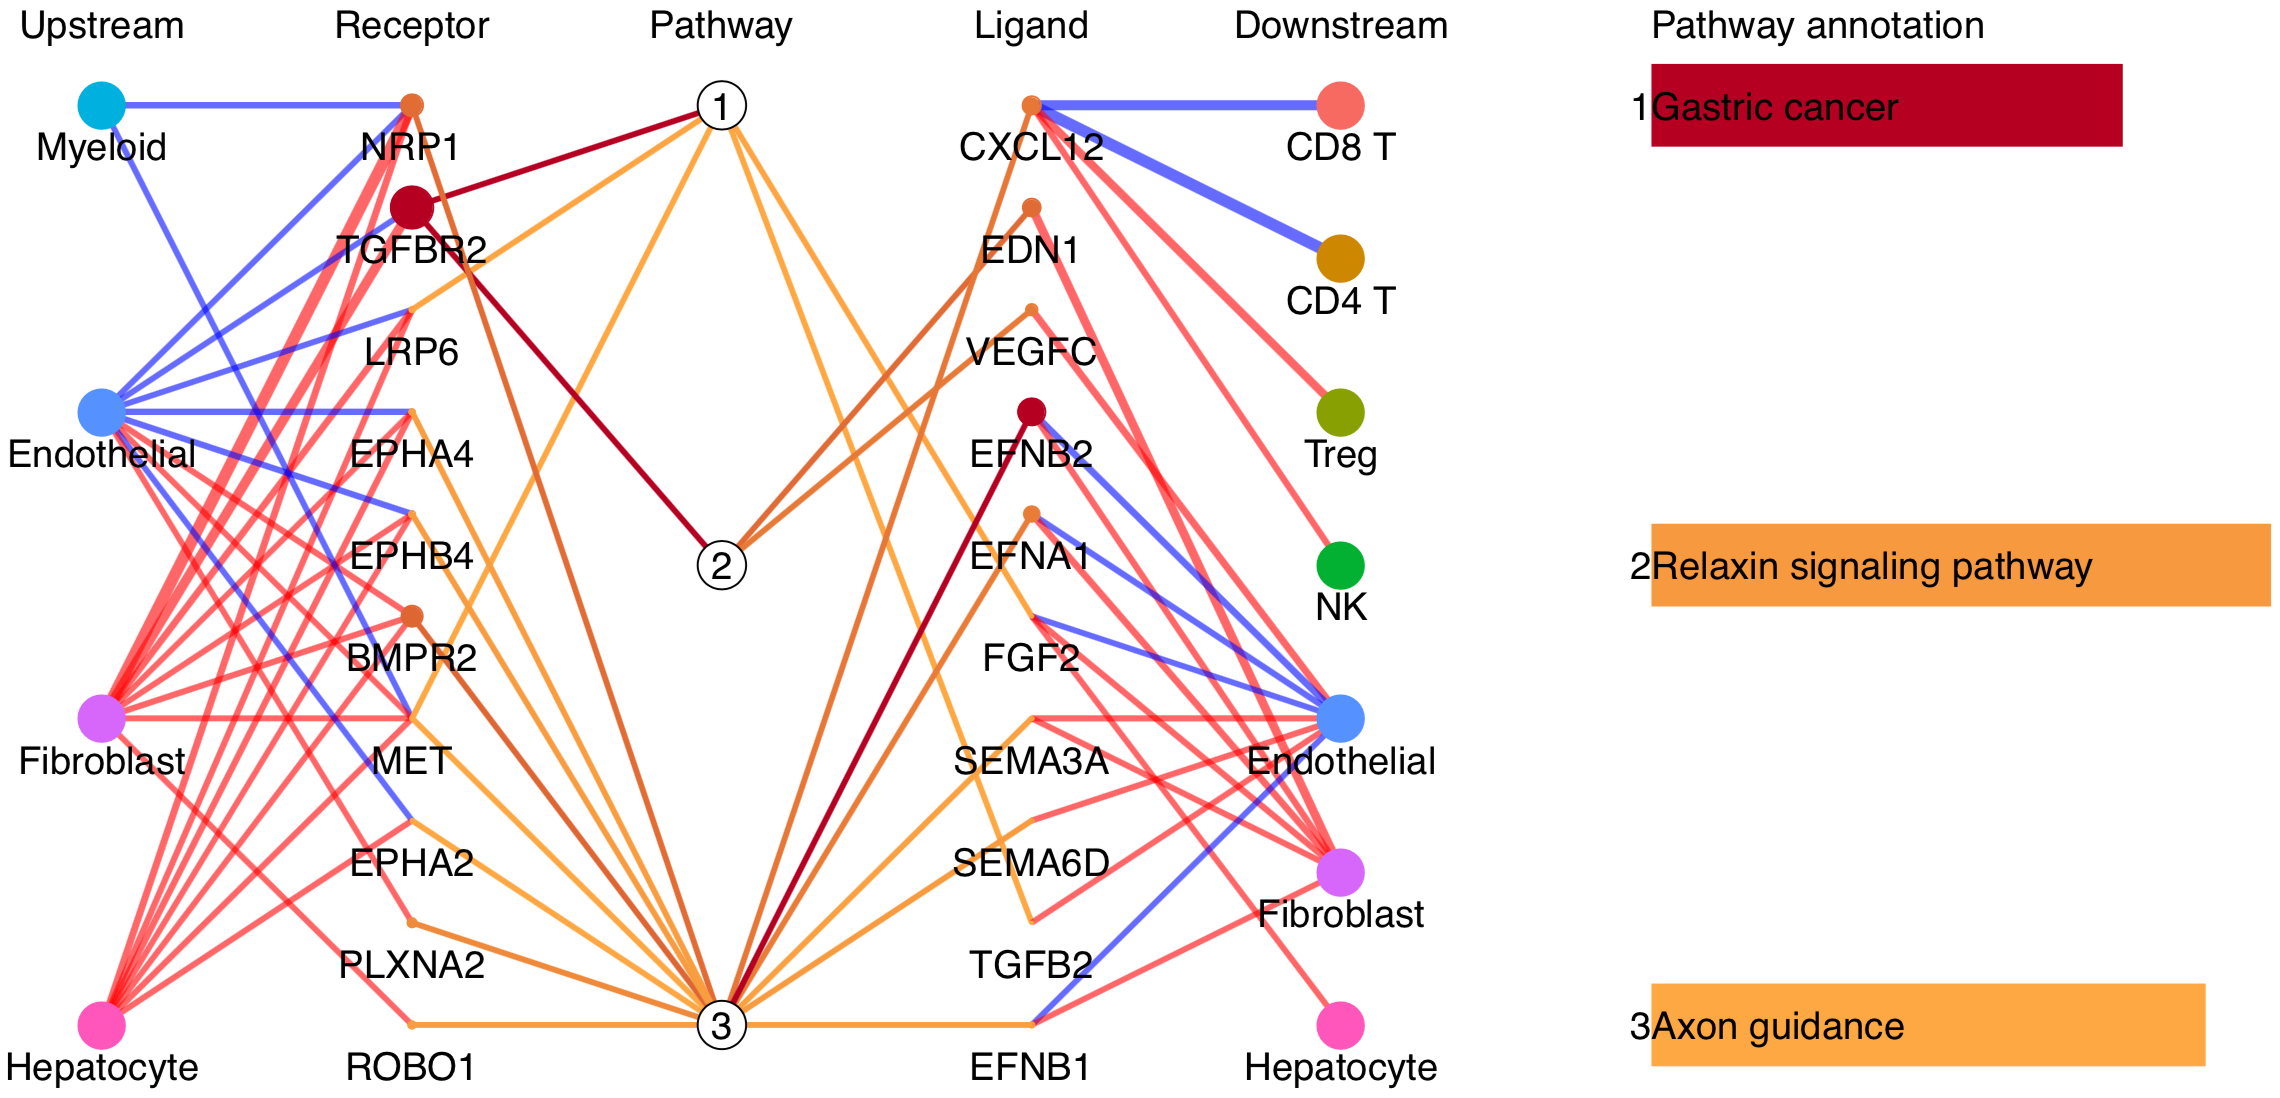 Upstream Receptor Pathway Ligand Downstream Pathway annotation
1 1Gastric cancer
Myeloid NRP1 CXCL12 CD8 T
TGFBR2 EDN1
CD4 T
LRP6 VEGFC
Endothelial EPHA4 EFNB2 Treg
EPHB4 2 EFNA1 2Relaxin signaling pathway
NK
BMPR2 FGF2
Fibroblast MET SEMA3A Endothelial
EPHA2 SEMA6D
Fibroblast
PLXNA2 TGFB2
3 3Axon guidance
Hepatocyte ROBO1 EFNB1 Hepatocyte